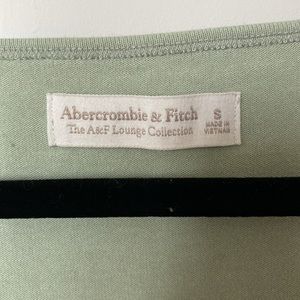 Abercrombie & Fitch
The A&F Lounge Collection
S
MADE IN
VIETNAM